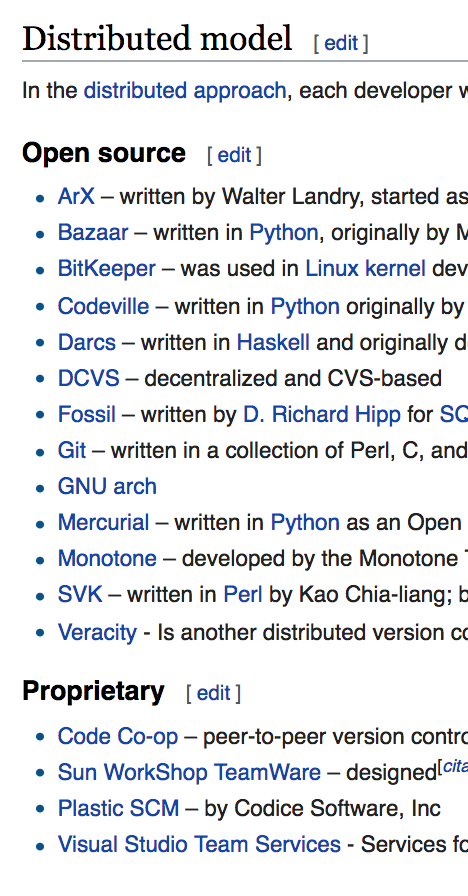 Distributed model [ edit ]
In the distributed approach, each developer w
Open source [ edit ]
ArX – written by Walter Landry, started as
Bazaar – written in Python, originally by M
BitKeeper – was used in Linux kernel dev
Codeville – written in Python originally by
Darcs – written in Haskell and originally d
DCVS – decentralized and CVS-based
Fossil – written by D. Richard Hipp for SQ
Git – written in a collection of Perl, C, and
GNU arch
Mercurial – written in Python as an Open
Monotone – developed by the Monotone T
SVK – written in Perl by Kao Chia-liang; b
Veracity - Is another distributed version co
Proprietary [ edit ]
Code Co-op – peer-to-peer version contro
Sun WorkShop TeamWare – designed[cita
Plastic SCM – by Codice Software, Inc
Visual Studio Team Services - Services fo